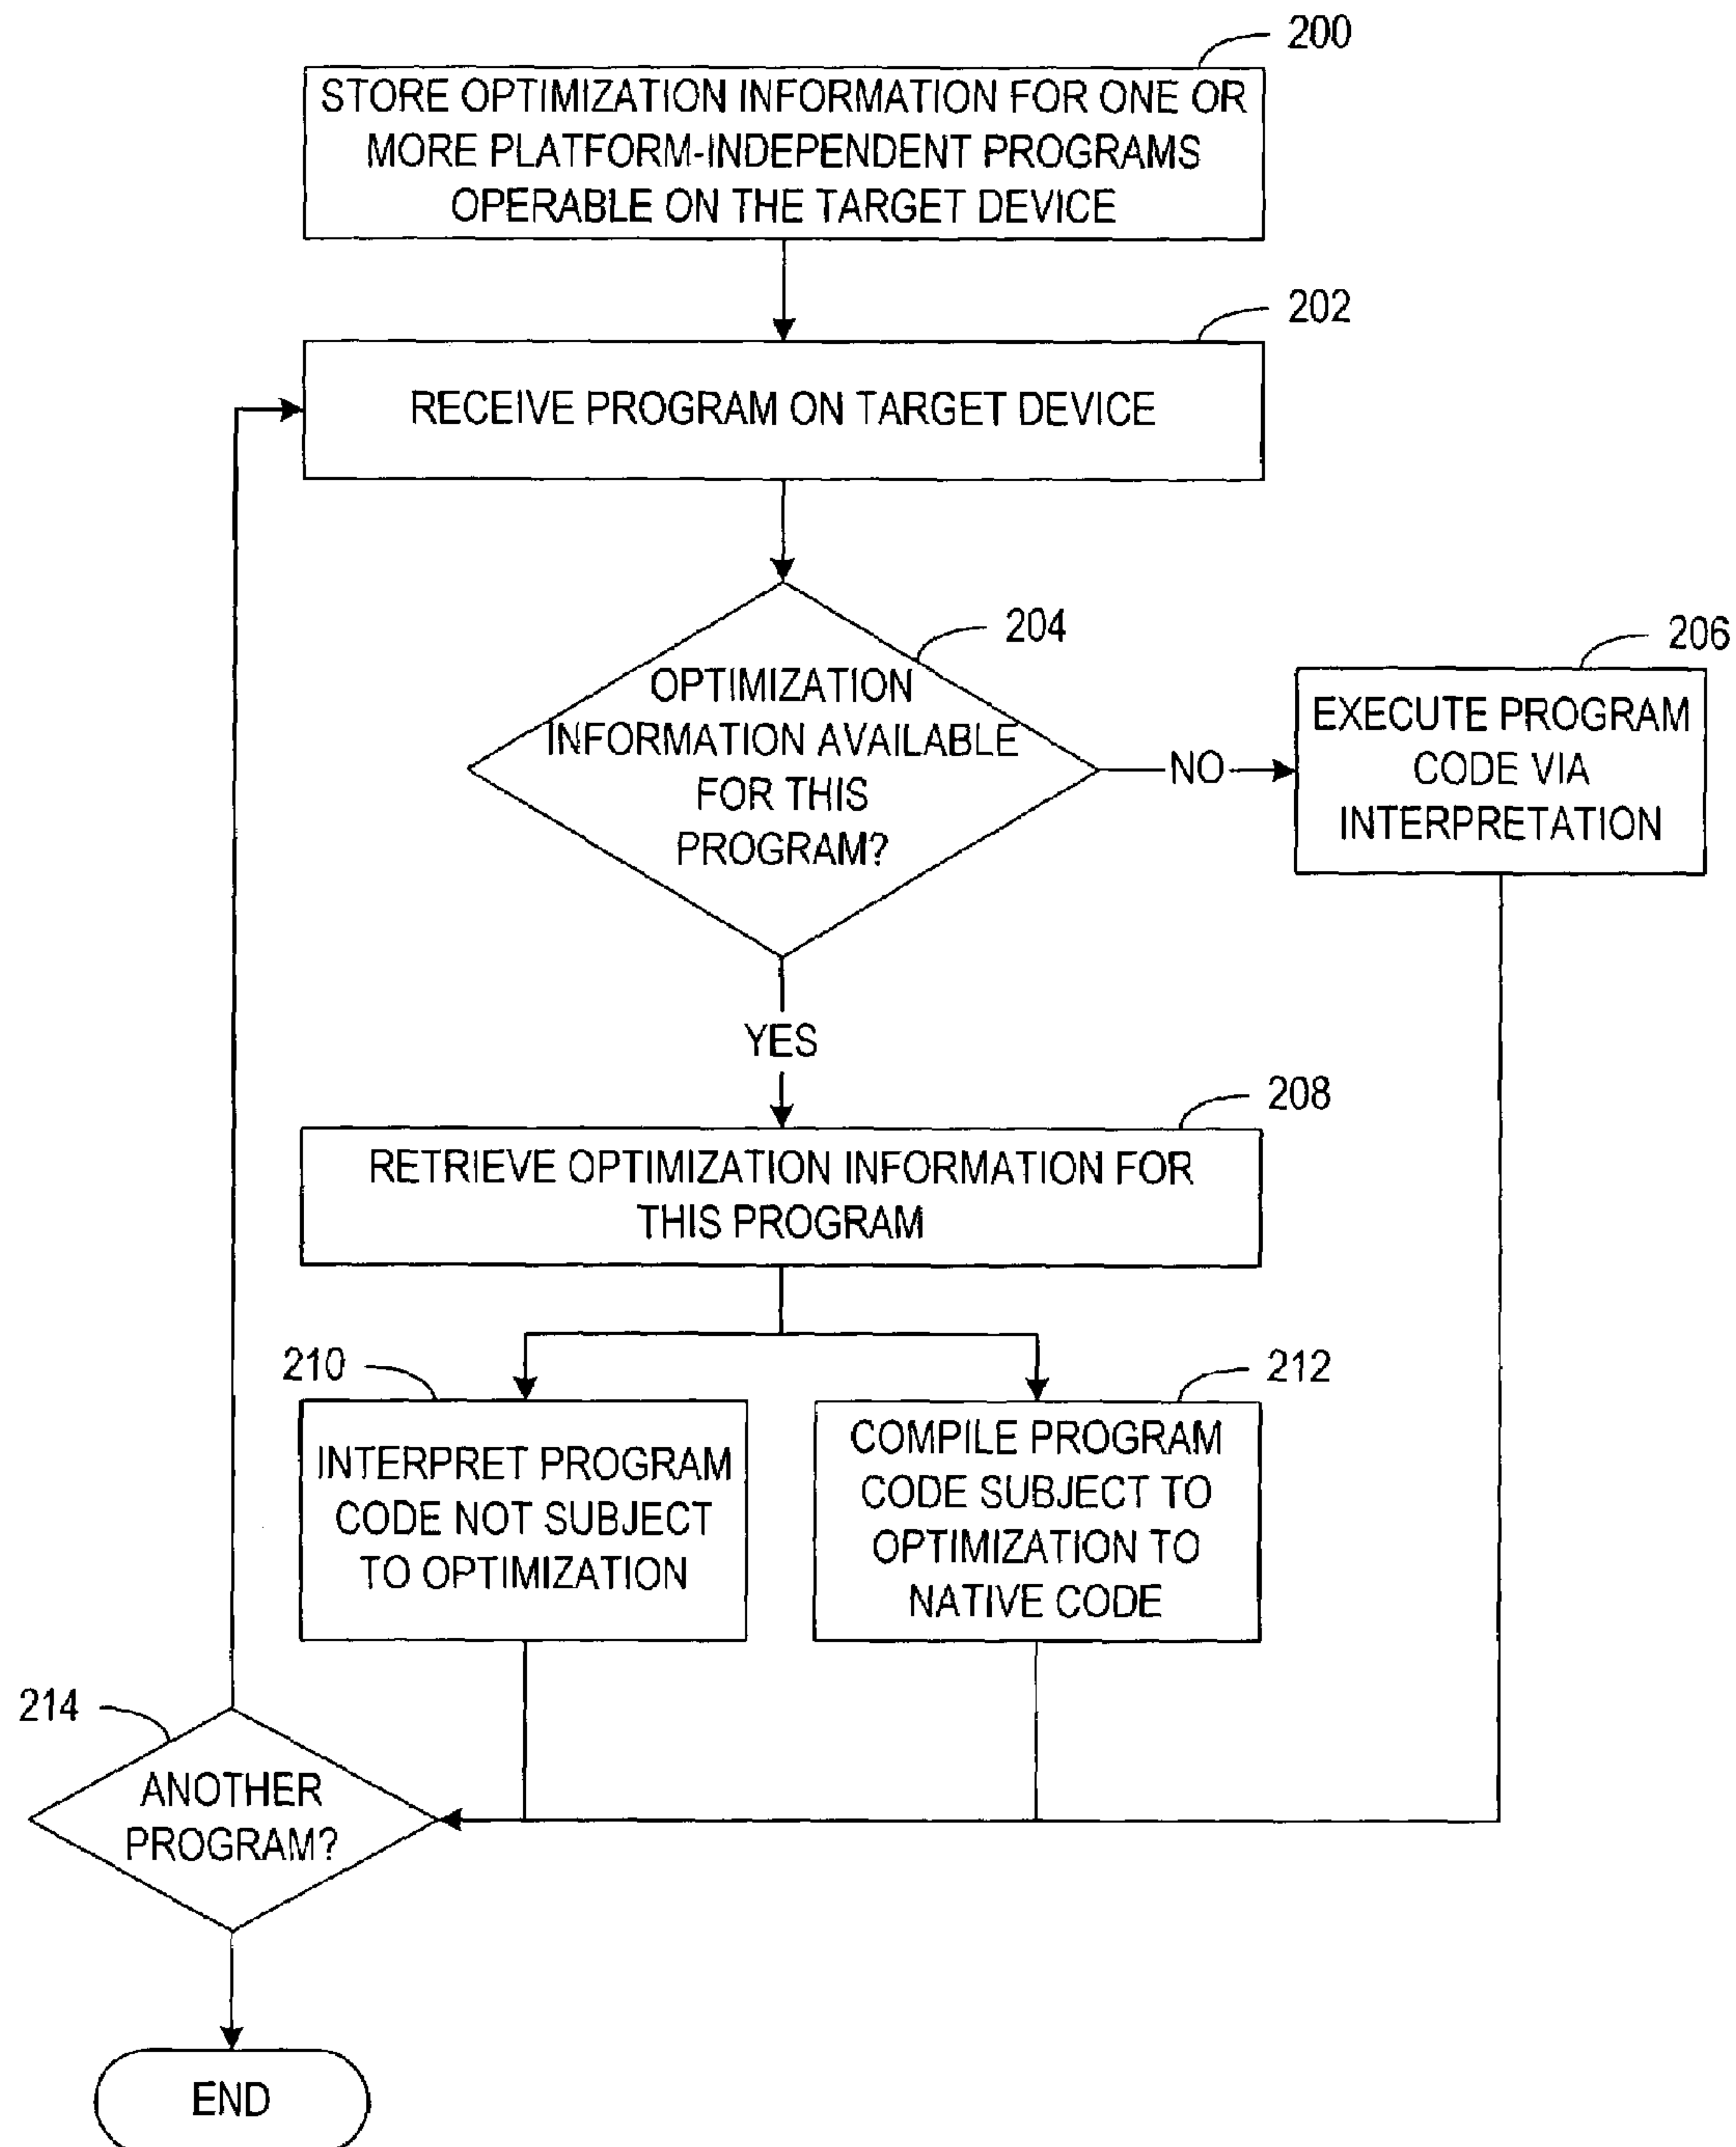 200
STORE OPTIMIZATION INFORMATION FOR ONE OR
MORE PLATFORM-INDEPENDENT PROGRAMS
OPERABLE ON THE TARGET DEVICE
202
RECEIVE PROGRAM ON TARGET DEVICE
204
OPTIMIZATION
INFORMATION AVAILABLE
FOR THIS
PROGRAM?
NO
206
EXECUTE PROGRAM
CODE VIA
INTERPRETATION
YES
208
RETRIEVE OPTIMIZATION INFORMATION FOR
THIS PROGRAM
210
INTERPRET PROGRAM
CODE NOT SUBJECT
TO OPTIMIZATION
212
COMPILE PROGRAM
CODE SUBJECT TO
OPTIMIZATION TO
NATIVE CODE
214
ANOTHER
PROGRAM?
END